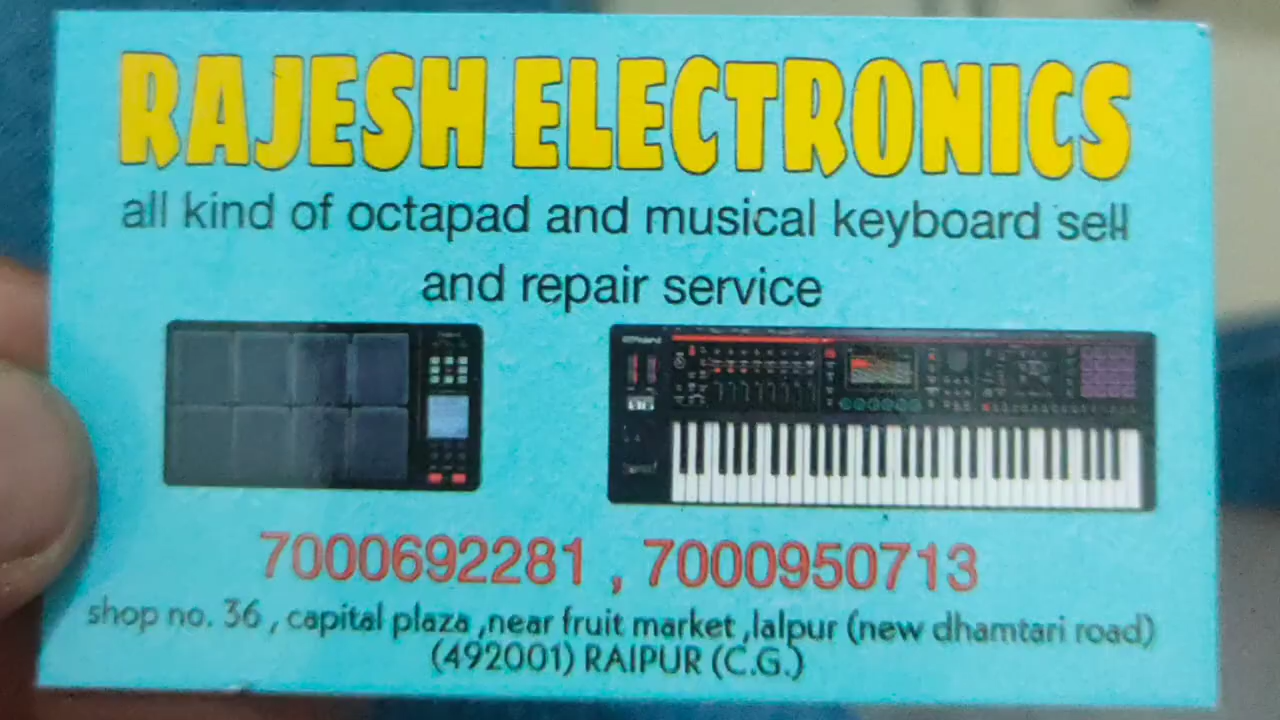 RAJESH ELECTRONICS
all kind of octapad and musical keyboard sell
and repair service
Roland
7000692281 , 7000950713
shop no. 36 , capital plaza ,near fruit market ,lalpur (new dhamtari road)
(492001) RAIPUR (C.G.)